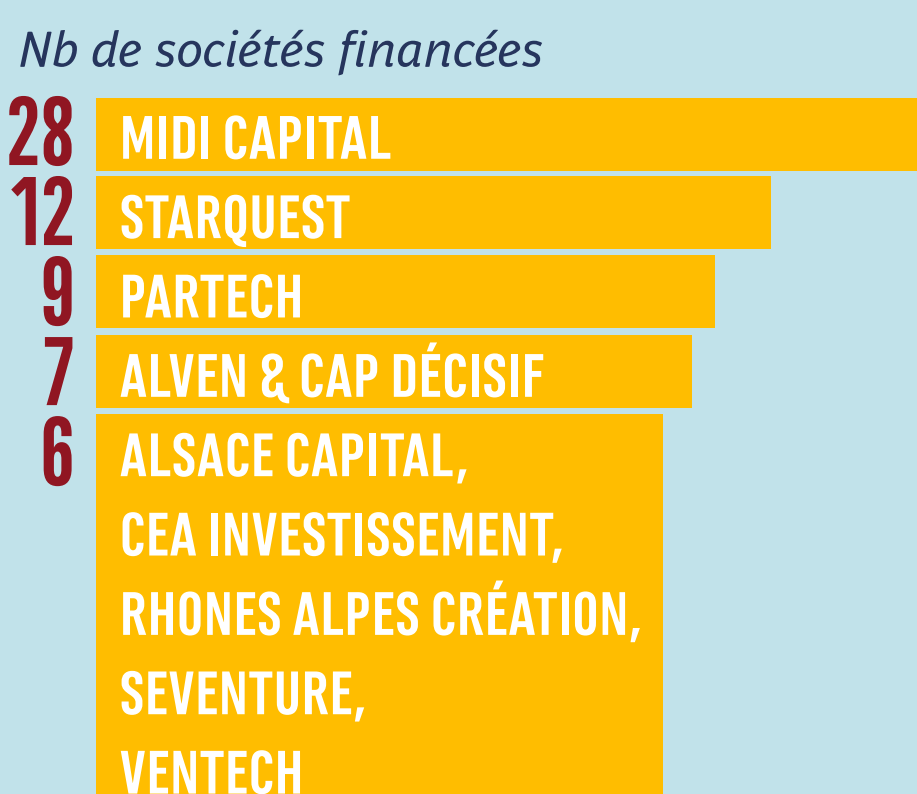 Nb de sociétés financées
28 MIDI CAPITAL
12 STARQUEST
9 PARTECH
7 ALVEN & CAP DÉCISIF
6 ALSACE CAPITAL,
CEA INVESTISSEMENT,
RHONES ALPES CRÉATION,
SEVENTURE,
VENTECH